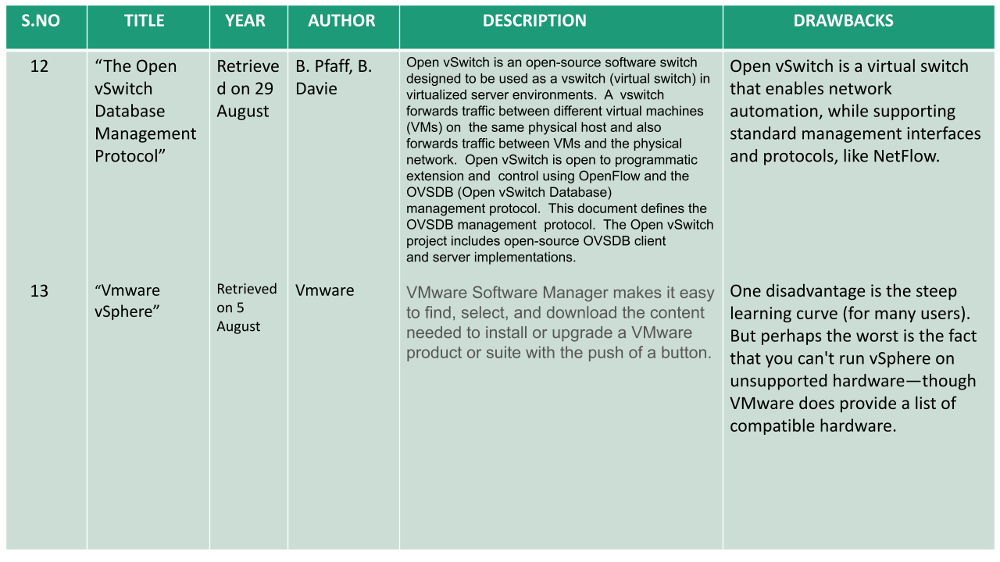 S.NO TITLE YEAR AUTHOR DESCRIPTION DRAWBACKS
12
“The Open
vSwitch
Database
Management
Protocol”
Retrieve
d on 29
August
B. Pfaff, B.
Davie
Open vSwitch is an open-source software switch
designed to be used as a vswitch (virtual switch) in
virtualized server environments. A vswitch
forwards traffic between different virtual machines
(VMs) on the same physical host and also
forwards traffic between VMs and the physical
network. Open vSwitch is open to programmatic
extension and control using OpenFlow and the
OVSDB (Open vSwitch Database)
management protocol. This document defines the
OVSDB management protocol. The Open vSwitch
project includes open-source OVSDB client
and server implementations.
Open vSwitch is a virtual switch
that enables network
automation, while supporting
standard management interfaces
and protocols, like NetFlow.
13
“Vmware
vSphere”
Retrieved
on 5
August
Vmware
VMware Software Manager makes it easy
to find, select, and download the content
needed to install or upgrade a VMware
product or suite with the push of a button.
One disadvantage is the steep
learning curve (for many users).
But perhaps the worst is the fact
that you can't run vSphere on
unsupported hardware—though
VMware does provide a list of
compatible hardware.